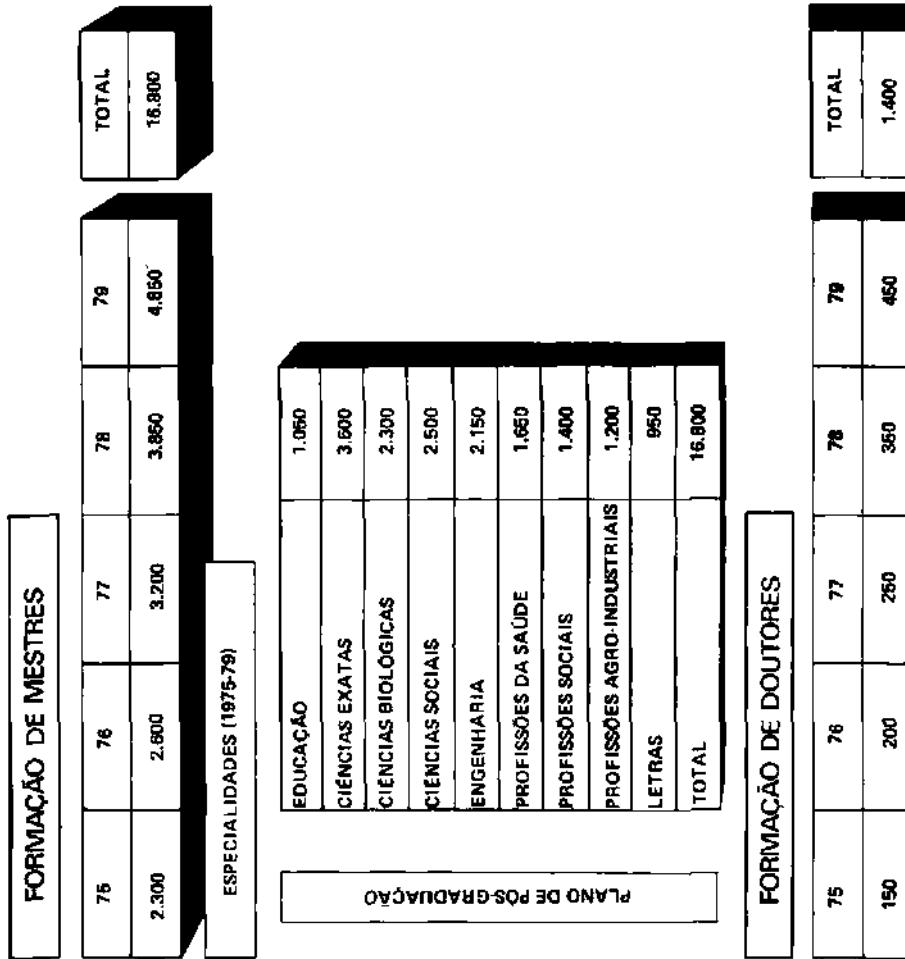 FORMAÇÃO DE MESTRES
75 76 77 78 79 TOTAL
2.300 2.600 3.200 3.850 4.850 16.800
ESPECIALIDADES (1975-79)
PLANO DE PÓS-GRADUAÇÃO
EDUCAÇÃO 1.050
CIÊNCIAS EXATAS 3.600
CIÊNCIAS BIOLÓGICAS 2.300
CIÊNCIAS SOCIAIS 2.500
ENGENHARIA 2.150
PROFISSÕES DA SAÚDE 1.650
PROFISSÕES SOCIAIS 1.400
PROFISSÕES AGRO-INDUSTRIAIS 1.200
LETRAS 950
TOTAL 16.800
FORMAÇÃO DE DOUTORES
75 76 77 78 79 TOTAL
150 200 250 350 450 1.400